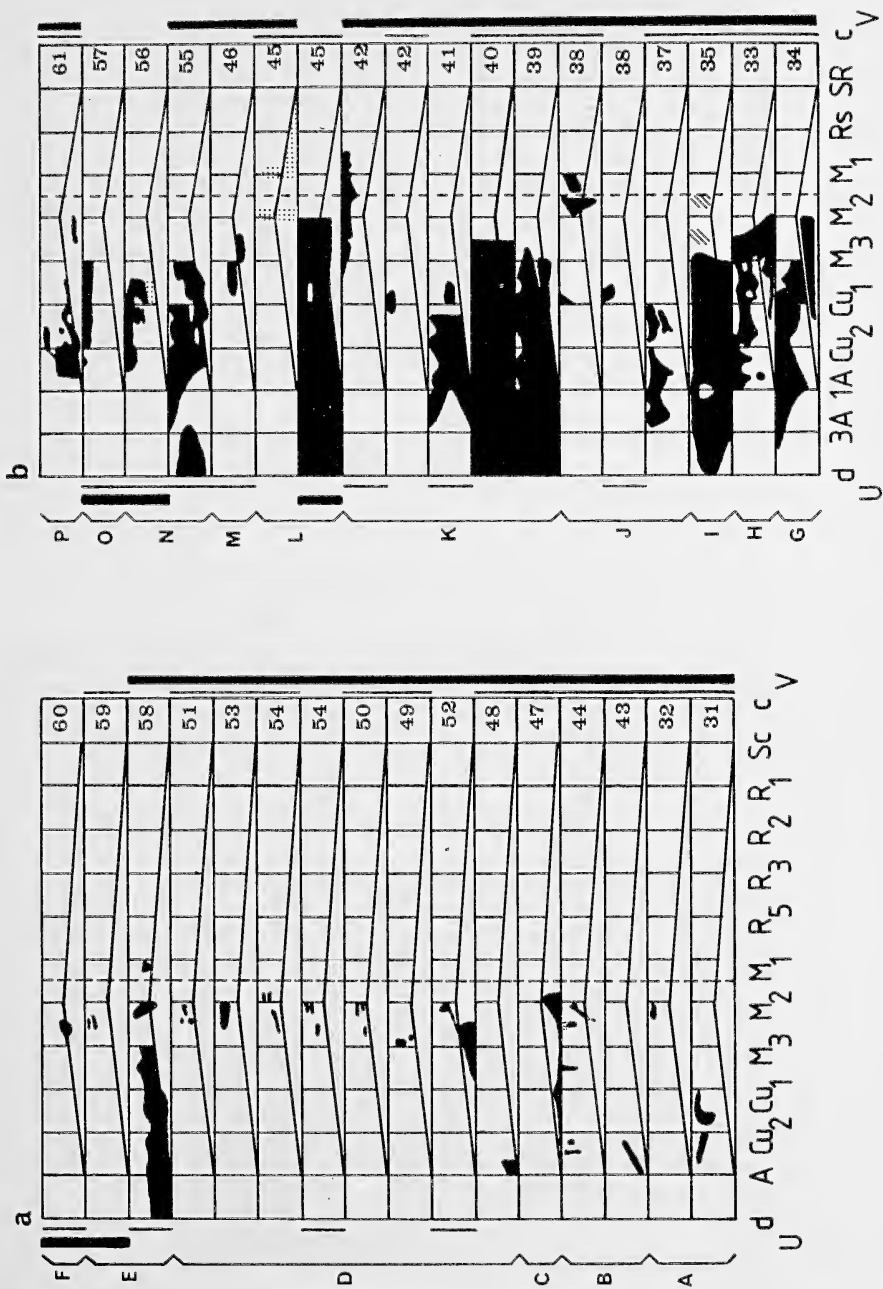 a
60
59
58
51
53
54
54
50
49
52
48
47
44
43
32
31
F
E
D
C
B
A
U d A Cu₂ Cu₁ M₃ M₂ M₁ R₅ R₃ R₂ R₁ Sc c V
b
61
57
56
55
46
45
45
42
42
41
40
39
38
38
37
35
33
34
P
O
N
M
L
K
J
I
H
G
U d 3A 1A Cu₂ Cu₁ M₃ M₂ M₁ Rs SR c V